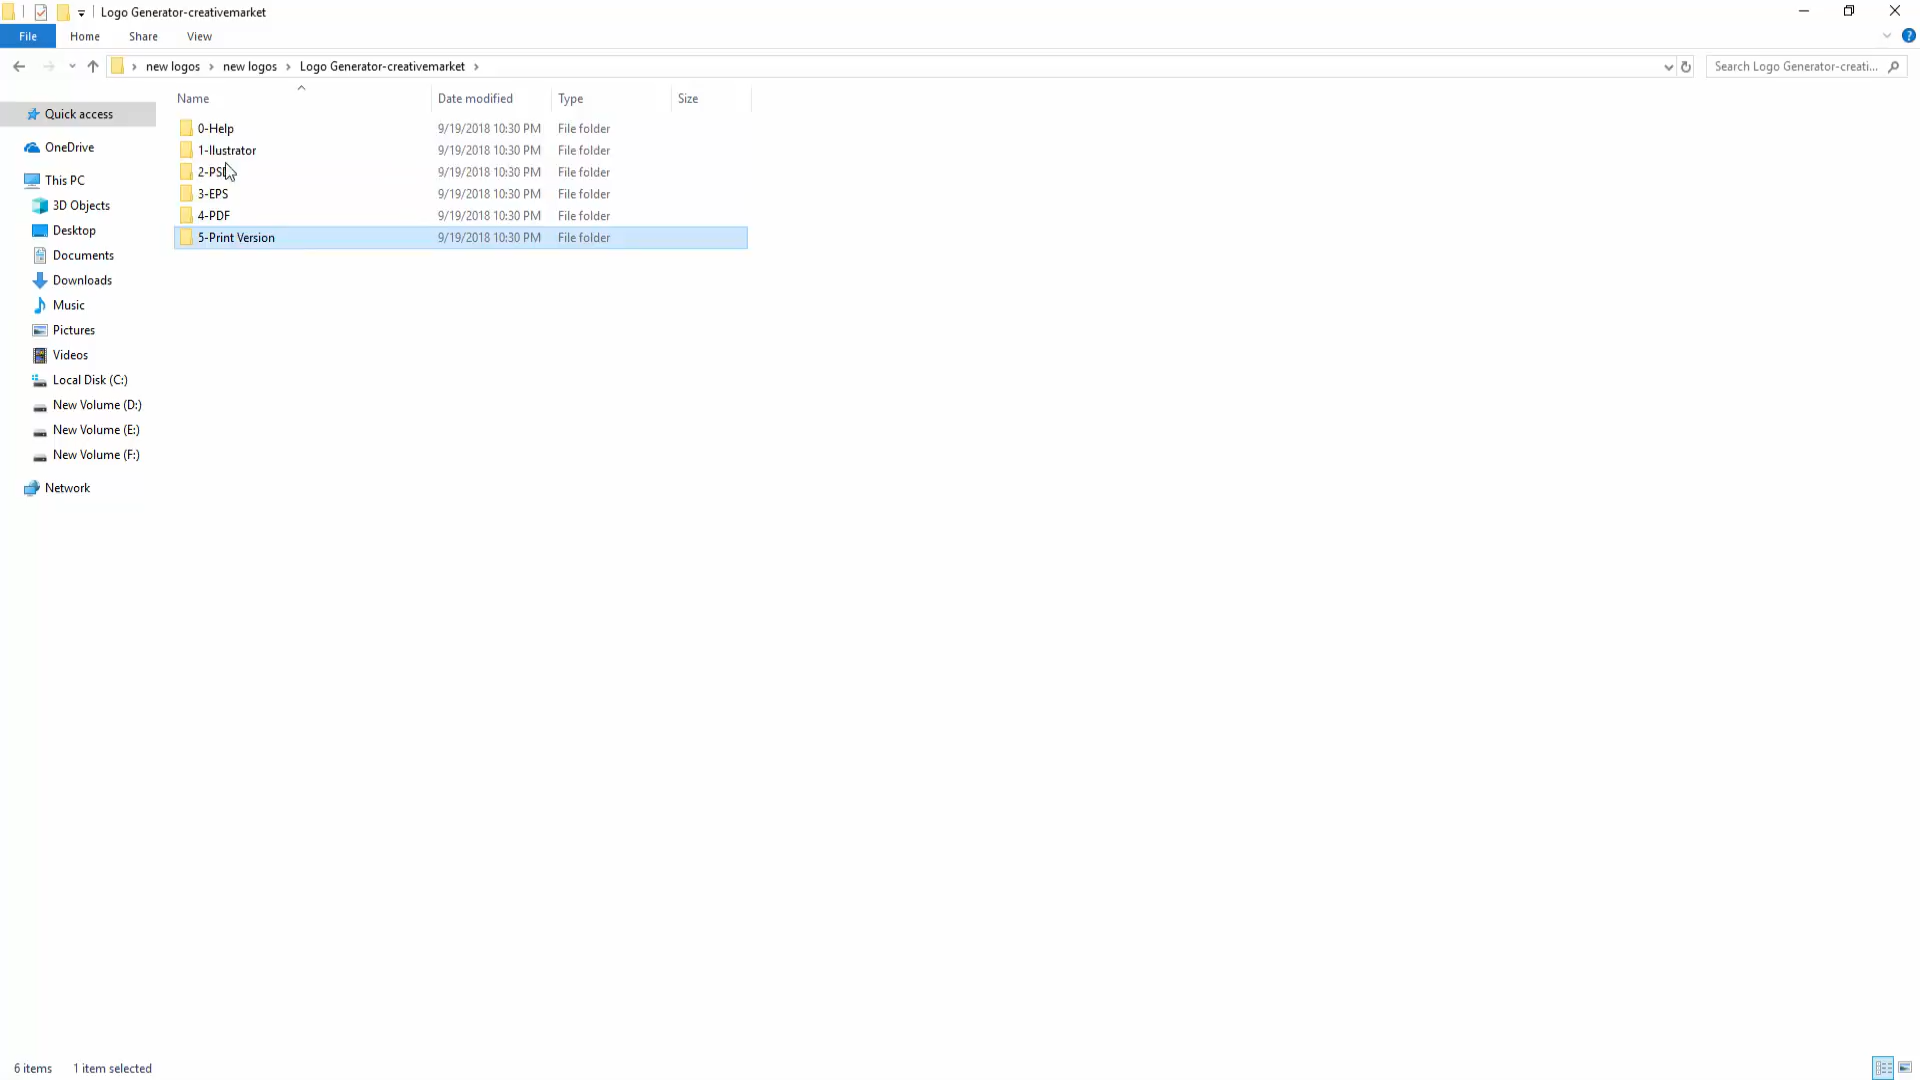 Logo Generator-creativemarket
File Home Share View
new logos new logos Logo Generator-creativemarket Search Logo Generator-creati...
Name Date modified Type Size
Quick access
OneDrive
This PC
3D Objects
Desktop
Documents
Downloads
Music
Pictures
Videos
Local Disk (C:)
New Volume (D:)
New Volume (E:)
New Volume (F:)
Network
0-Help 9/19/2018 10:30 PM File folder
1-Ilustrator 9/19/2018 10:30 PM File folder
2-PSD 9/19/2018 10:30 PM File folder
3-EPS 9/19/2018 10:30 PM File folder
4-PDF 9/19/2018 10:30 PM File folder
5-Print Version 9/19/2018 10:30 PM File folder
6 items 1 item selected